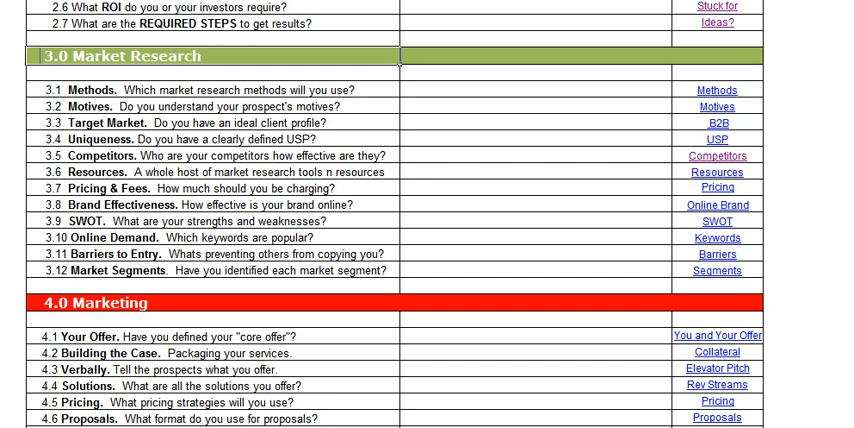 2.6 What ROI do you or your investors require? Stuck for
2.7 What are the REQUIRED STEPS to get results? Ideas?
3.0 Market Research
3.1 Methods. Which market research methods will you use? Methods
3.2 Motives. Do you understand your prospect's motives? Motives
3.3 Target Market. Do you have an ideal client profile? B2B
3.4 Uniqueness. Do you have a clearly defined USP? USP
3.5 Competitors. Who are your competitors how effective are they? Competitors
3.6 Resources. A whole host of market research tools n resources Resources
3.7 Pricing & Fees. How much should you be charging? Pricing
3.8 Brand Effectiveness. How effective is your brand online? Online Brand
3.9 SWOT. What are your strengths and weaknesses? SWOT
3.10 Online Demand. Which keywords are popular? Keywords
3.11 Barriers to Entry. Whats preventing others from copying you? Barriers
3.12 Market Segments. Have you identified each market segment? Segments
4.0 Marketing
4.1 Your Offer. Have you defined your "core offer"? You and Your Offer
4.2 Building the Case. Packaging your services. Collateral
4.3 Verbally. Tell the prospects what you offer. Elevator Pitch
4.4 Solutions. What are all the solutions you offer? Rev Streams
4.5 Pricing. What pricing strategies will you use? Pricing
4.6 Proposals. What format do you use for proposals? Proposals